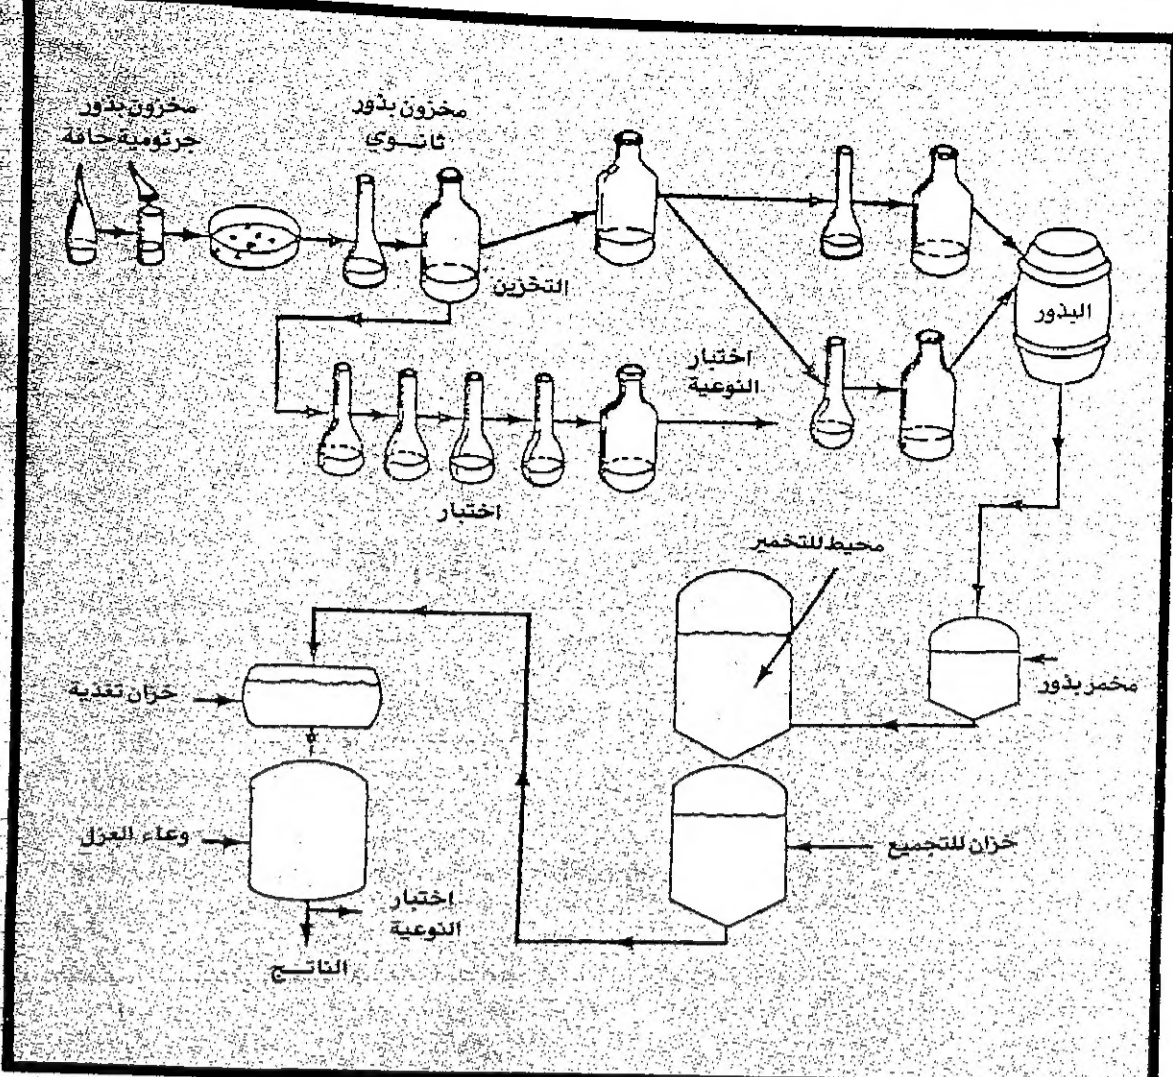 مخزون بذور
جرثومية جافة
مخزون بذور
ثانوي
التخزين
البذور
اختبار
النوعية
اختبار
محيط للتخمير
مخمر بذور
خزان تغذية
وعاء العزل
خزان للتجميع
اختبار
النوعية
الناتج